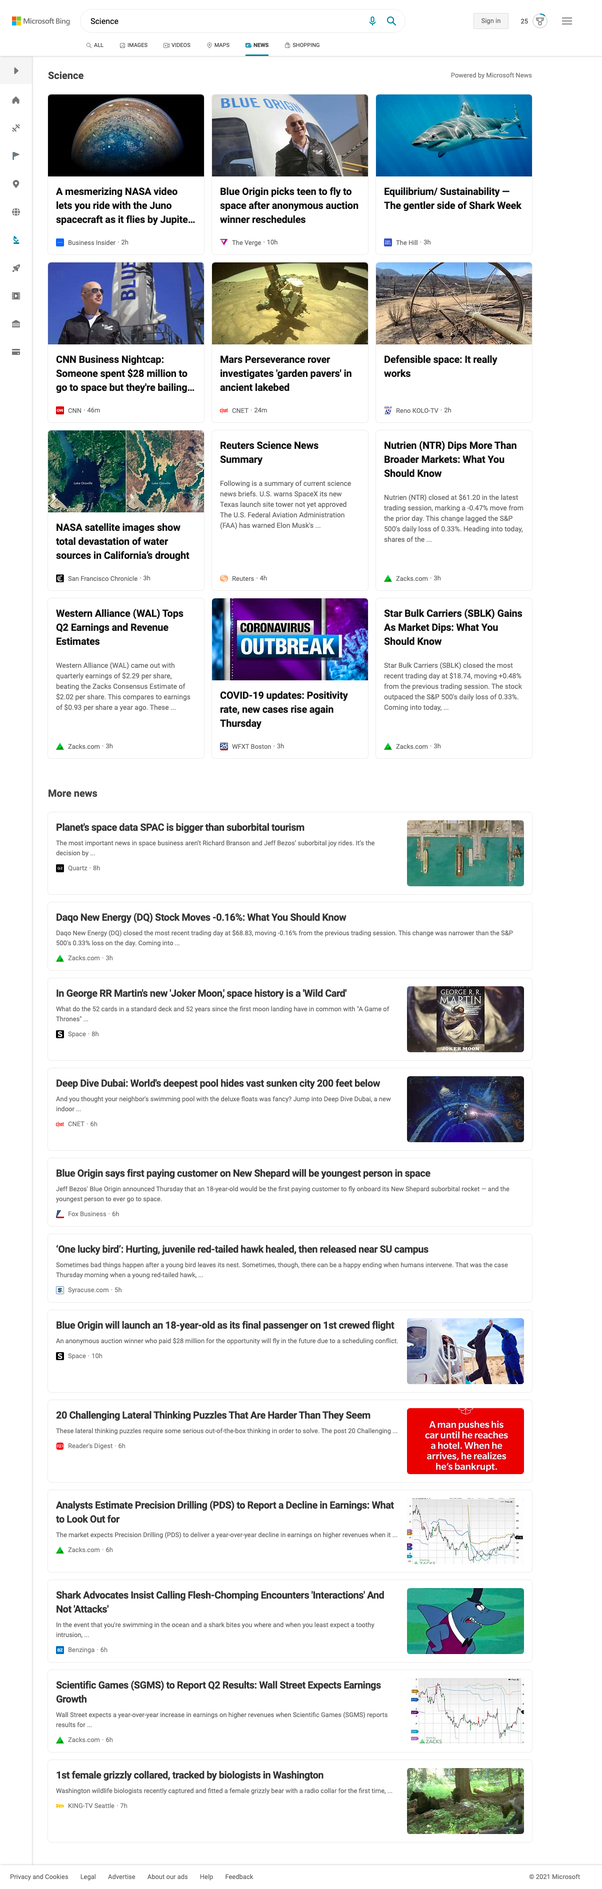 Microsoft Bing
Science
Sign in
25
ALL
IMAGES
VIDEOS
MAPS
NEWS
SHOPPING
Science
Powered by Microsoft News
A mesmerizing NASA video
lets you ride with the Juno
spacecraft as it flies by Jupite...
Business Insider · 2h
BLUE ORIGIN
Blue Origin picks teen to fly to
space after anonymous auction
winner reschedules
The Verge · 10h
Equilibrium/ Sustainability —
The gentler side of Shark Week
The Hill · 3h
BLUE
CNN Business Nightcap:
Someone spent $28 million to
go to space but they're bailing...
CNN · 46m
Mars Perseverance rover
investigates 'garden pavers' in
ancient lakebed
CNET · 24m
Defensible space: It really
works
Reno KOLO-TV · 2h
Lake Oroville
Lake Oroville
NASA satellite images show
total devastation of water
sources in California's drought
San Francisco Chronicle · 3h
Reuters Science News
Summary
Following is a summary of current science
news briefs. U.S. warns SpaceX its new
Texas launch site tower not yet approved
The U.S. Federal Aviation Administration
(FAA) has warned Elon Musk's ...
Reuters · 4h
Nutrien (NTR) Dips More Than
Broader Markets: What You
Should Know
Nutrien (NTR) closed at $61.20 in the latest
trading session, marking a -0.47% move from
the prior day. This change lagged the S&P
500's daily loss of 0.33%. Heading into today,
shares of the ...
Zacks.com · 3h
Western Alliance (WAL) Tops
Q2 Earnings and Revenue
Estimates
Western Alliance (WAL) came out with
quarterly earnings of $2.29 per share,
beating the Zacks Consensus Estimate of
$2.02 per share. This compares to earnings
of $0.93 per share a year ago. These ...
Zacks.com · 3h
CORONAVIRUS
OUTBREAK
COVID-19 updates: Positivity
rate, new cases rise again
Thursday
WFXT Boston · 3h
Star Bulk Carriers (SBLK) Gains
As Market Dips: What You
Should Know
Star Bulk Carriers (SBLK) closed the most
recent trading day at $18.74, moving +0.48%
from the previous trading session. The stock
outpaced the S&P 500's daily loss of 0.33%.
Coming into today, ...
Zacks.com · 3h
More news
Planet's space data SPAC is bigger than suborbital tourism
The most important news in space business aren't Richard Branson and Jeff Bezos' suborbital joy rides. It's the
decision by ...
Quartz · 8h
Daqo New Energy (DQ) Stock Moves -0.16%: What You Should Know
Daqo New Energy (DQ) closed the most recent trading day at $68.83, moving -0.16% from the previous trading session. This change was narrower than the S&P
500's 0.33% loss on the day. Coming into ...
Zacks.com · 3h
In George RR Martin's new 'Joker Moon,' space history is a 'Wild Card'
What do the 52 cards in a standard deck and 52 years since the first moon landing have in common with "A Game of
Thrones" ...
Space · 8h
GEORGE R. R.
MARTIN
JOKER MOON
Deep Dive Dubai: World's deepest pool hides vast sunken city 200 feet below
And you thought your neighbor's swimming pool with the deluxe floats was fancy? Jump into Deep Dive Dubai, a new
indoor ...
CNET · 6h
Blue Origin says first paying customer on New Shepard will be youngest person in space
Jeff Bezos' Blue Origin announced Thursday that an 18-year-old would be the first paying customer to fly onboard its New Shepard suborbital rocket — and the
youngest person to ever go to space.
Fox Business · 6h
'One lucky bird': Hurting, juvenile red-tailed hawk healed, then released near SU campus
Sometimes bad things happen after a young bird leaves its nest. Sometimes, though, there can be a happy ending when humans intervene. That was the case
Thursday morning when a young red-tailed hawk, ...
Syracuse.com · 5h
Blue Origin will launch an 18-year-old as its final passenger on 1st crewed flight
An anonymous auction winner who paid $28 million for the opportunity will fly in the future due to a scheduling conflict.
Space · 10h
20 Challenging Lateral Thinking Puzzles That Are Harder Than They Seem
These lateral thinking puzzles require some serious out-of-the-box thinking in order to solve. The post 20 Challenging ...
Reader's Digest · 6h
A man pushes his
car until he reaches
a hotel. When he
arrives, he realizes
he's bankrupt.
Analysts Estimate Precision Drilling (PDS) to Report a Decline in Earnings: What
to Look Out for
The market expects Precision Drilling (PDS) to deliver a year-over-year decline in earnings on higher revenues when it ...
Zacks.com · 6h
ZACKS
Shark Advocates Insist Calling Flesh-Chomping Encounters 'Interactions' And
Not 'Attacks'
In the event that you're swimming in the ocean and a shark bites you where and when you least expect a toothy
intrusion, ...
Benzinga · 6h
Scientific Games (SGMS) to Report Q2 Results: Wall Street Expects Earnings
Growth
Wall Street expects a year-over-year increase in earnings on higher revenues when Scientific Games (SGMS) reports
results for ...
Zacks.com · 6h
ZACKS
1st female grizzly collared, tracked by biologists in Washington
Washington wildlife biologists recently captured and fitted a female grizzly bear with a radio collar for the first time, ...
KING-TV Seattle · 7h
Privacy and Cookies
Legal
Advertise
About our ads
Help
Feedback
© 2021 Microsoft